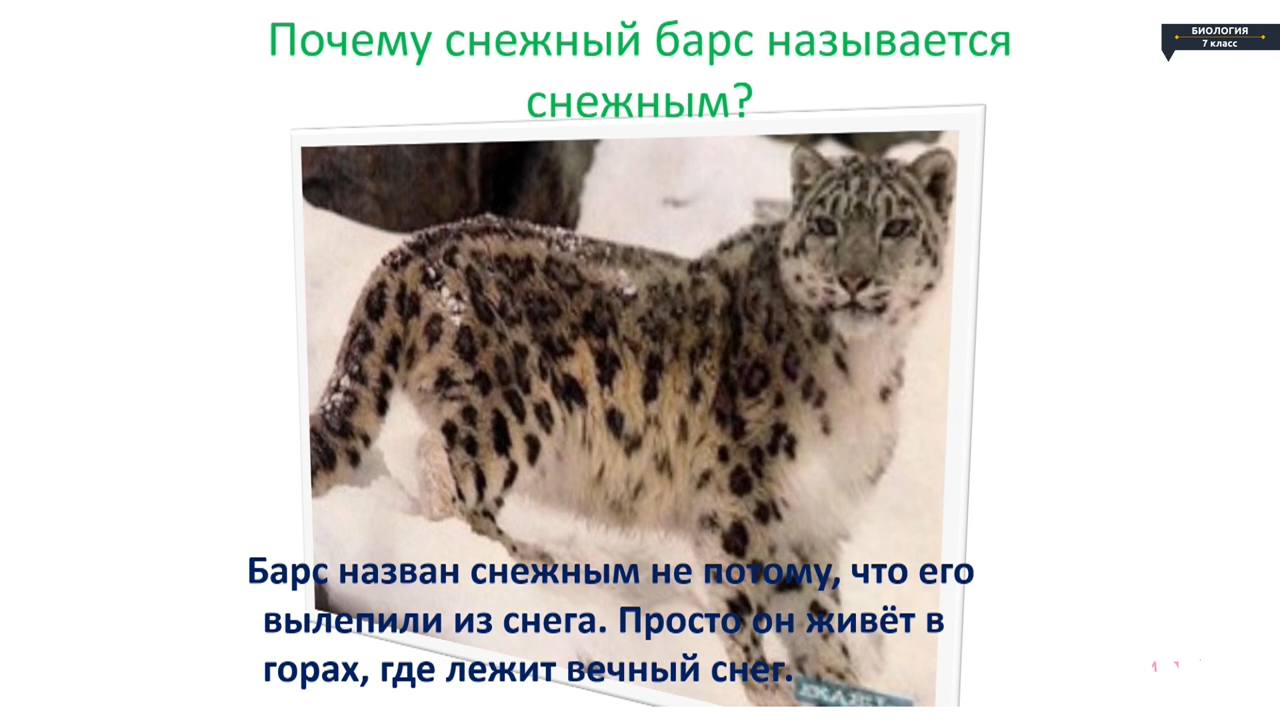 Почему снежный барс называется
снежным?
БИОЛОГИЯ
7 класс
Барс назван снежным не потому, что его
вылепили из снега. Просто он живёт в
горах, где лежит вечный снег.